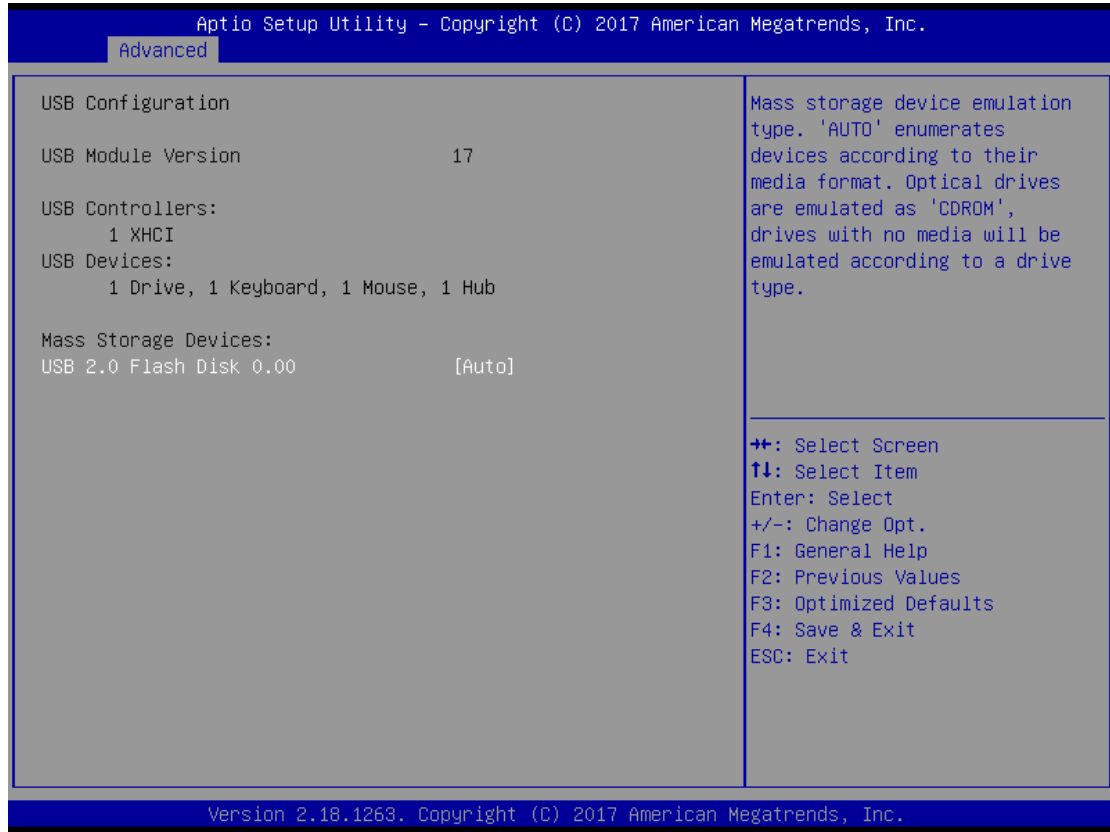 Aptio Setup Utility – Copyright (C) 2017 American Megatrends, Inc.
Advanced
USB Configuration
USB Module Version 17
USB Controllers:
1 XHCI
USB Devices:
1 Drive, 1 Keyboard, 1 Mouse, 1 Hub
Mass Storage Devices:
USB 2.0 Flash Disk 0.00 [Auto]
Mass storage device emulation
type. 'AUTO' enumerates
devices according to their
media format. Optical drives
are emulated as 'CDROM',
drives with no media will be
emulated according to a drive
type.
→←: Select Screen
↑↓: Select Item
Enter: Select
+/-: Change Opt.
F1: General Help
F2: Previous Values
F3: Optimized Defaults
F4: Save & Exit
ESC: Exit
Version 2.18.1263. Copyright (C) 2017 American Megatrends, Inc.